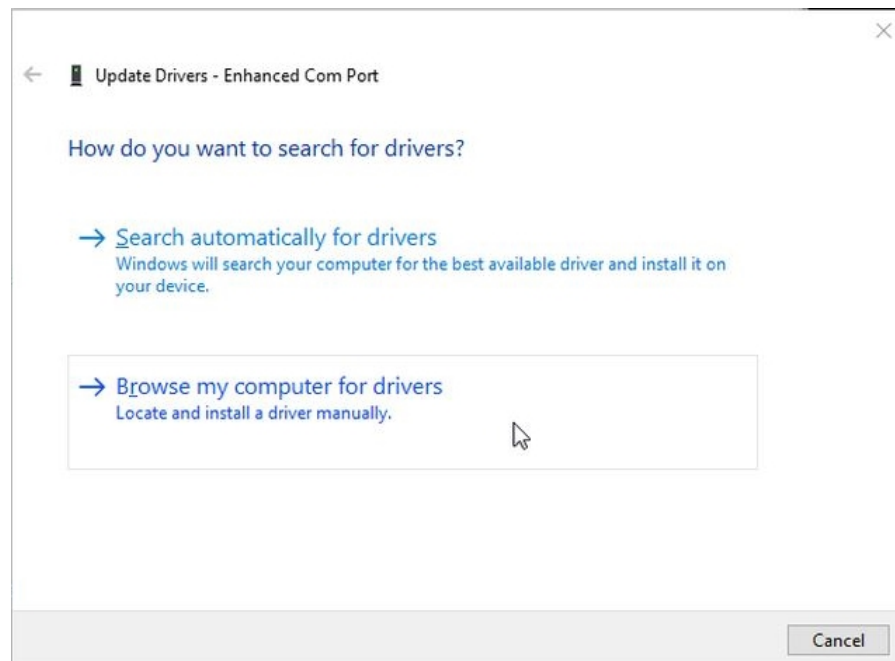 Update Drivers - Enhanced Com Port
How do you want to search for drivers?
Search automatically for drivers
Windows will search your computer for the best available driver and install it on
your device.
Browse my computer for drivers
Locate and install a driver manually.
Cancel